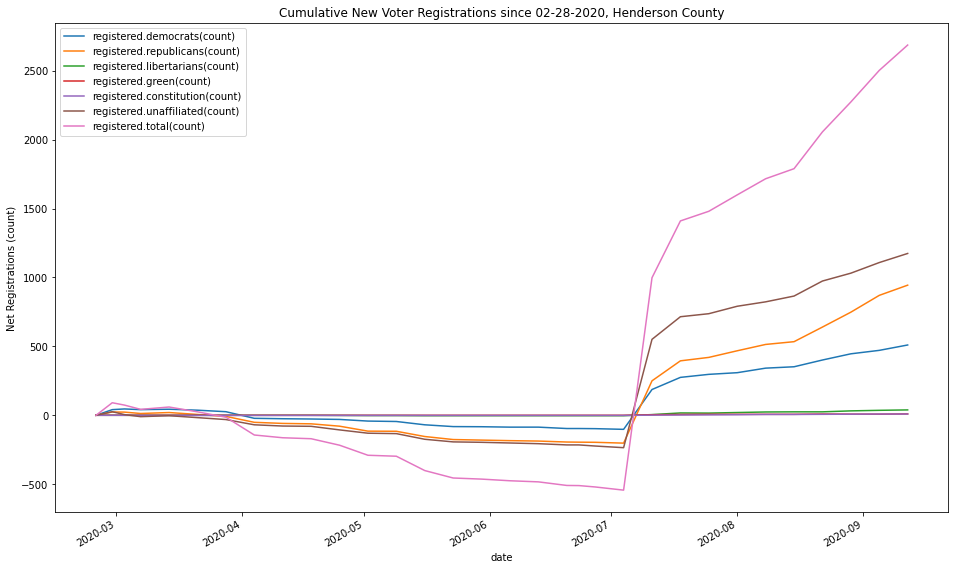 Cumulative New Voter Registrations since 02-28-2020, Henderson County
registered.democrats(count)
registered.republicans(count)
registered.libertarians(count)
registered.green(count)
registered.constitution(count)
registered.unaffiliated(count)
registered.total(count)
Net Registrations (count)
2500
2000
1500
1000
500
0
−500
2020-03
2020-04
2020-05
2020-06
2020-07
2020-08
2020-09
date